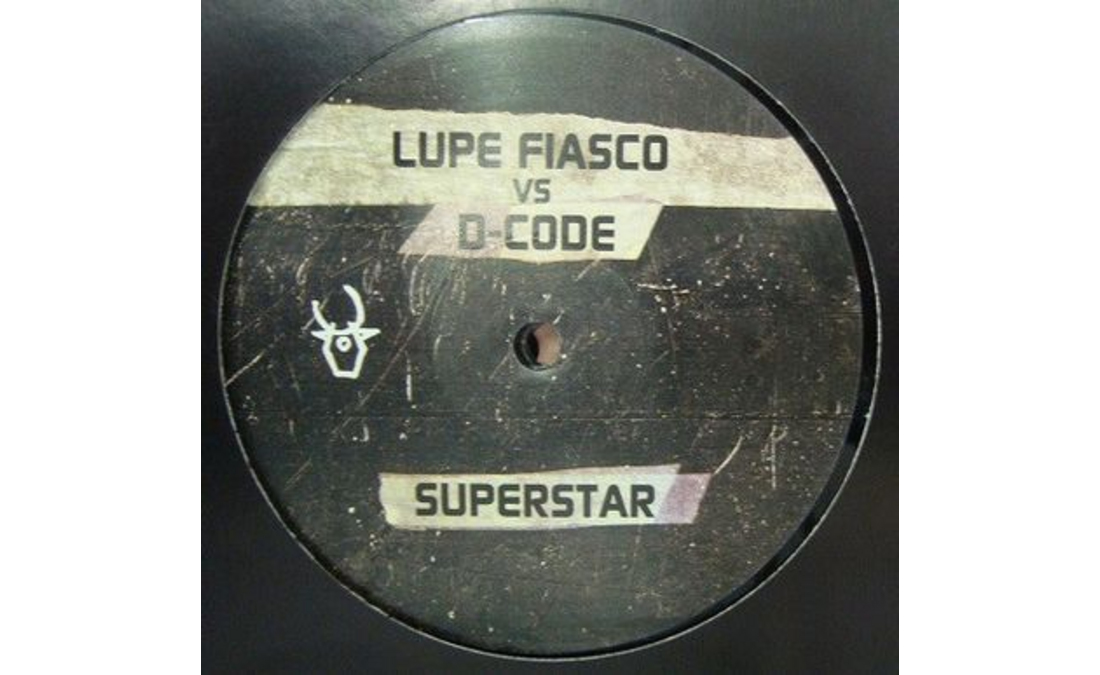 LUPE FIASCO
VS
D-CODE
SUPERSTAR